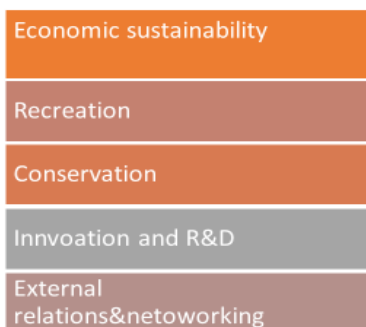 Economic sustainability
Recreation
Conservation
Innvoation and R&D
External
relations&netoworking